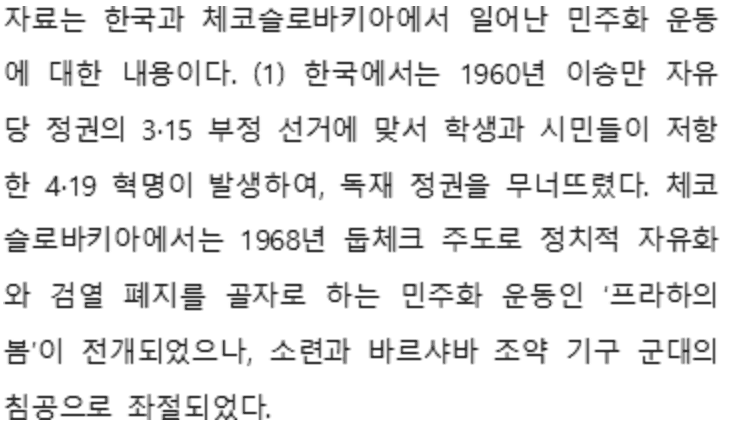 자료는 한국과 체코슬로바키아에서 일어난 민주화 운동
에 대한 내용이다. (1) 한국에서는 1960년 이승만 자유
당 정권의 3·15 부정 선거에 맞서 학생과 시민들이 저항
한 4·19 혁명이 발생하여, 독재 정권을 무너뜨렸다. 체코
슬로바키아에서는 1968년 둡체크 주도로 정치적 자유화
와 검열 폐지를 골자로 하는 민주화 운동인 ‘프라하의
봄’이 전개되었으나, 소련과 바르샤바 조약 기구 군대의
침공으로 좌절되었다.